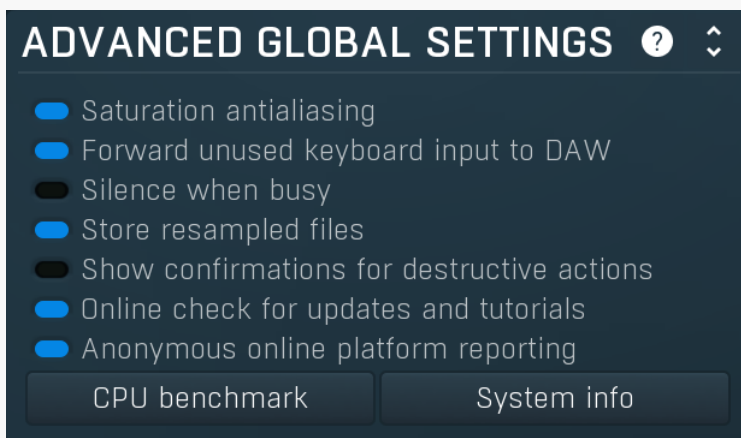 ADVANCED GLOBAL SETTINGS ?
Saturation antialiasing
Forward unused keyboard input to DAW
Silence when busy
Store resampled files
Show confirmations for destructive actions
Online check for updates and tutorials
Anonymous online platform reporting
CPU benchmark System info